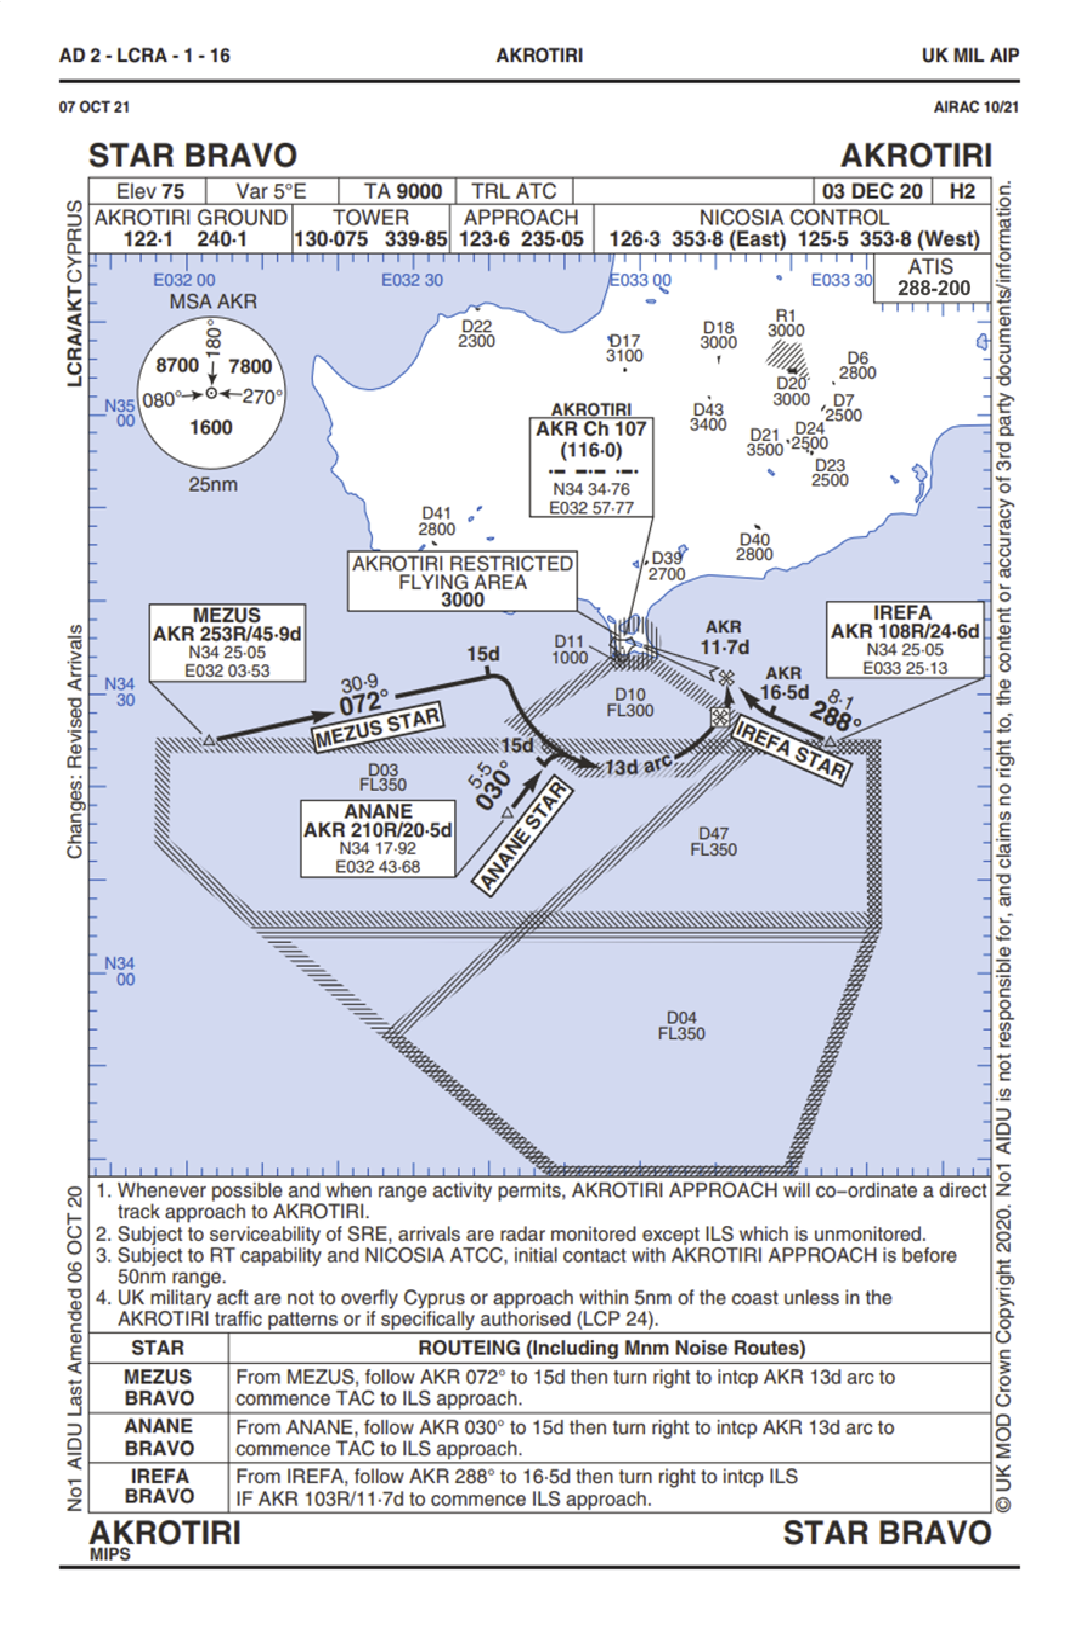 AD 2 - LCRA - 1 - 16 AKROTIRI UK MIL AIP
07 OCT 21 AIRAC 10/21
STAR BRAVO AKROTIRI
Elev 75 Var 5°E TA 9000 TRL ATC 03 DEC 20 H2
AKROTIRI GROUND TOWER APPROACH NICOSIA CONTROL
122·1 240·1 130·075 339·85 123·6 235·05 126·3 353·8 (East) 125·5 353·8 (West)
ATIS
288·200
E032 00 E032 30 E033 00 E033 30
MSA AKR
180°
8700 7800
080° 270°
1600
25nm
N35
00
D22
2300
D17
3100
D18
3000
R1
3000
D6
2800
D20
3000
D7
2500
D43
3400
D21
3500
D24
2500
D23
2500
AKROTIRI
AKR Ch 107
(116·0)
N34 34·76
E032 57·77
D41
2800
D40
2800
D39
2700
AKROTIRI RESTRICTED
FLYING AREA
3000
MEZUS
AKR 253R/45·9d
N34 25·05
E032 03·53
IREFA
AKR 108R/24·6d
N34 25·05
E033 25·13
D11
1000
AKR
11·7d
15d
AKR
16·5d
N34
30
30·9
072°
MEZUS STAR
D10
FL300
8·1
288°
IREFA STAR
15d
13d arc
D03
FL350
5·5
030°
ANANE STAR
ANANE
AKR 210R/20·5d
N34 17·92
E032 43·68
D47
FL350
N34
00
D04
FL350
1. Whenever possible and when range activity permits, AKROTIRI APPROACH will co–ordinate a direct
track approach to AKROTIRI.
2. Subject to serviceability of SRE, arrivals are radar monitored except ILS which is unmonitored.
3. Subject to RT capability and NICOSIA ATCC, initial contact with AKROTIRI APPROACH is before
50nm range.
4. UK military acft are not to overfly Cyprus or approach within 5nm of the coast unless in the
AKROTIRI traffic patterns or if specifically authorised (LCP 24).
STAR ROUTEING (Including Mnm Noise Routes)
MEZUS
BRAVO
From MEZUS, follow AKR 072° to 15d then turn right to intcp AKR 13d arc to
commence TAC to ILS approach.
ANANE
BRAVO
From ANANE, follow AKR 030° to 15d then turn right to intcp AKR 13d arc to
commence TAC to ILS approach.
IREFA
BRAVO
From IREFA, follow AKR 288° to 16·5d then turn right to intcp ILS
IF AKR 103R/11·7d to commence ILS approach.
AKROTIRI STAR BRAVO
MIPS
LCRA/AKT CYPRUS
Changes: Revised Arrivals
No1 AIDU Last Amended 06 OCT 20
© UK MOD Crown Copyright 2020. No1 AIDU is not responsible for, and claims no right to, the content or accuracy of 3rd party documents/information.